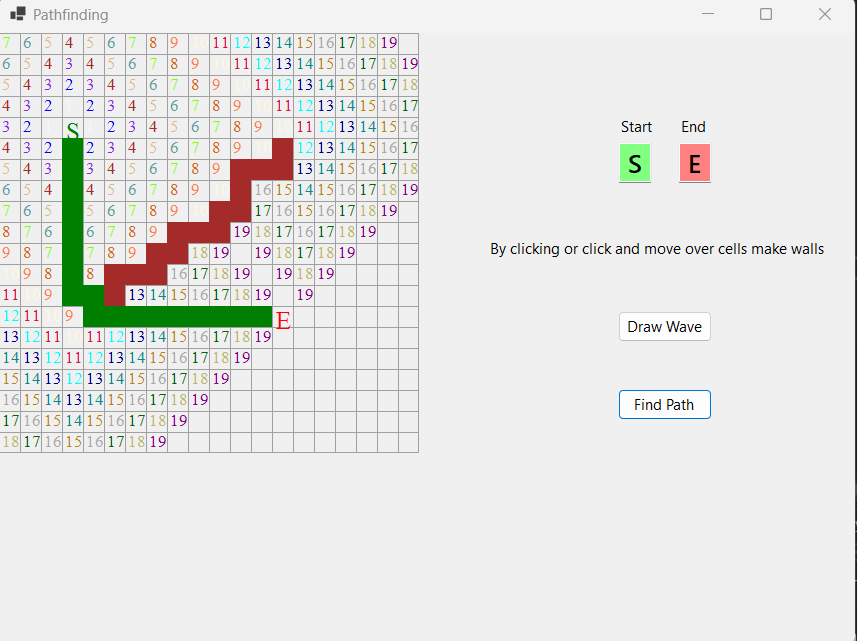 Pathfinding
7 6 5 4 5 6 7 8 9 10 11 12 13 14 15 16 17 18 19
6 5 4 3 4 5 6 7 8 9 10 11 12 13 14 15 16 17 18 19
5 4 3 2 3 4 5 6 7 8 9 10 11 12 13 14 15 16 17 18
4 3 2 2 3 4 5 6 7 8 9 10 11 12 13 14 15 16 17
3 2 S 2 3 4 5 6 7 8 9 10 11 12 13 14 15 16
4 3 2 2 3 4 5 6 7 8 9 10 12 13 14 15 16 17
5 4 3 3 4 5 6 7 8 9 13 14 15 16 17 18
6 5 4 4 5 6 7 8 9 10 16 15 14 15 16 17 18 19
7 6 5 5 6 7 8 9 10 17 16 15 16 17 18 19
8 7 6 6 7 8 9 19 18 17 16 17 18 19
9 8 7 7 8 9 18 19 19 18 17 18 19
10 9 8 8 16 17 18 19 19 18 19
11 10 9 13 14 15 16 17 18 19 19
12 11 10 9 E
13 12 11 10 11 12 13 14 15 16 17 18 19
14 13 12 11 12 13 14 15 16 17 18 19
15 14 13 12 13 14 15 16 17 18 19
16 15 14 13 14 15 16 17 18 19
17 16 15 14 15 16 17 18 19
18 17 16 15 16 17 18 19
Start End
S E
By clicking or click and move over cells make walls
Draw Wave
Find Path